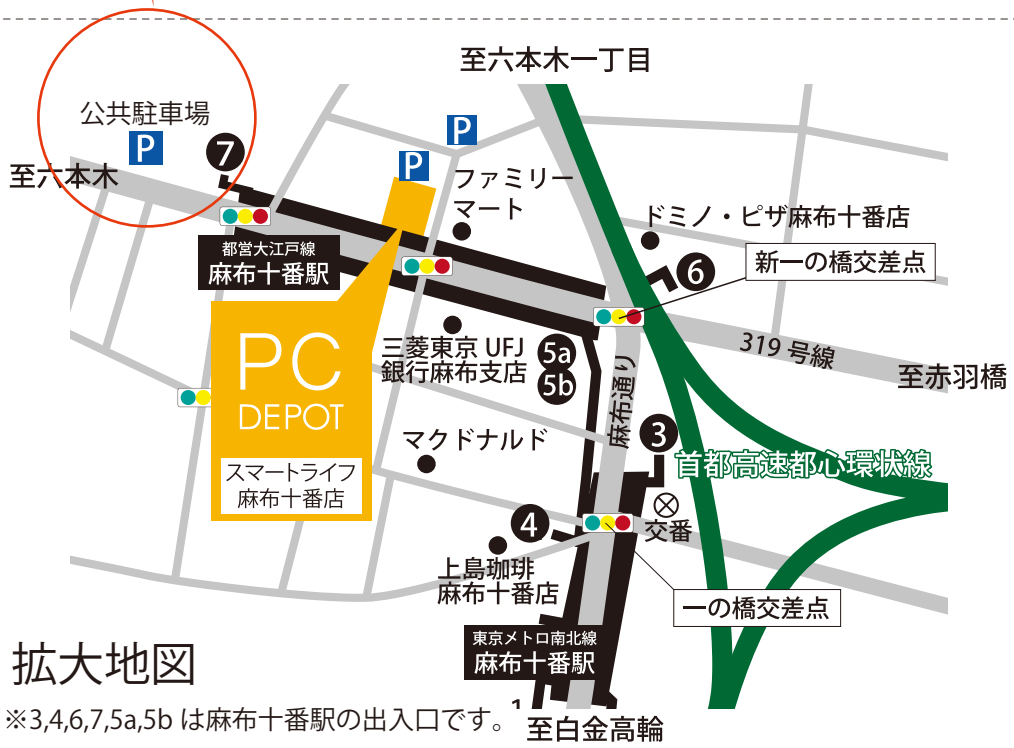 至六本木一丁目
公共駐車場
P
P
P
7
至六本木
ファミリー
マート
ドミノ・ピザ麻布十番店
都営大江戸線
麻布十番駅
6
新一の橋交差点
PC
DEPOT
スマートライフ
麻布十番店
三菱東京 UFJ
銀行麻布支店
5a
5b
麻布通り
319 号線
至赤羽橋
マクドナルド
3
首都高速都心環状線
4
交番
上島珈琲
麻布十番店
一の橋交差点
東京メトロ南北線
麻布十番駅
拡大地図
※3,4,6,7,5a,5b は麻布十番駅の出入口です。
至白金高輪